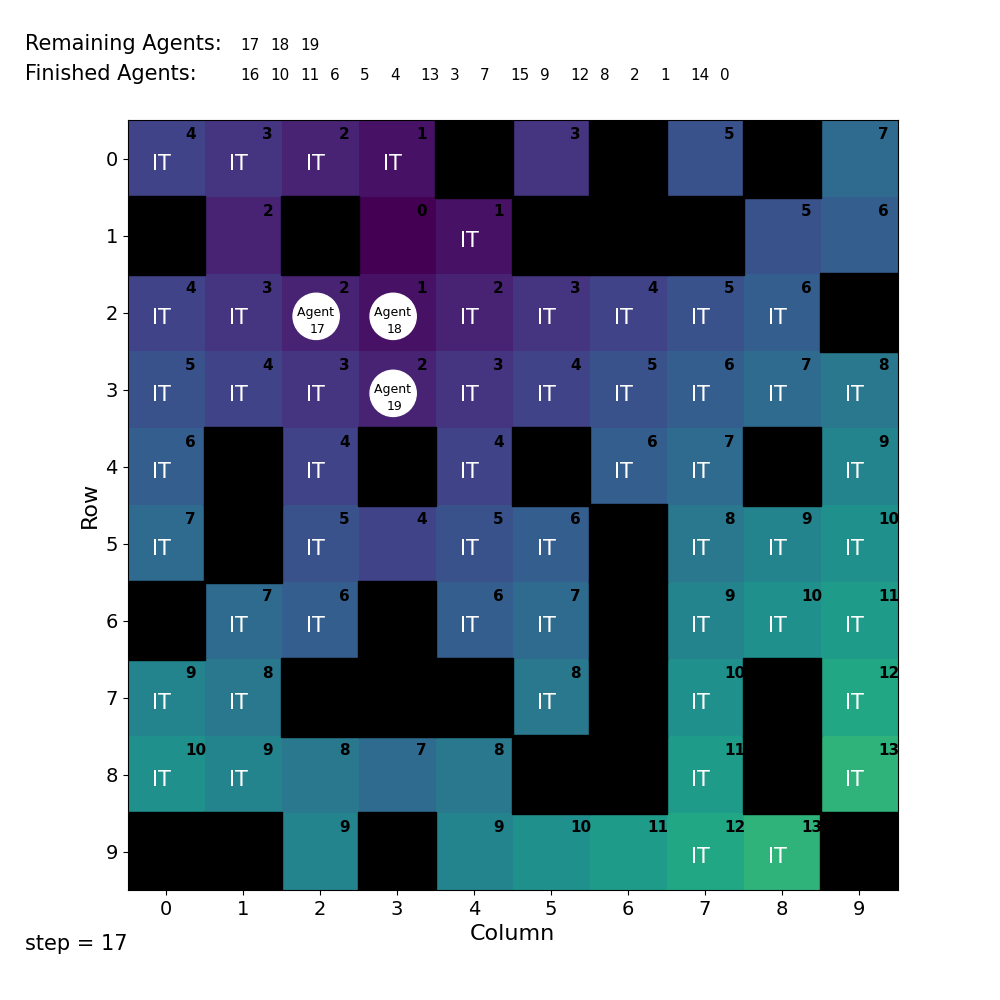 Remaining Agents: 17 18 19
Finished Agents: 16 10 11 6 5 4 13 3 7 15 9 12 8 2 1 14 0
4 3 2 1 3 5 7
0 IT IT IT IT
2 0 1 5 6
1 IT
4 3 2 1 2 3 4 5 6
2 IT IT Agent 17 Agent 18 IT IT IT IT IT
5 4 3 2 3 4 5 6 7 8
3 IT IT IT Agent 19 IT IT IT IT IT IT
6 4 4 6 7 9
4 IT IT IT IT IT IT
7 5 4 5 6 8 9 10
5 IT IT IT IT IT IT IT
7 6 6 7 9 10 11
6 IT IT IT IT IT IT IT
9 8 8 10 12
7 IT IT IT IT IT
10 9 8 7 8 11 13
8 IT IT IT IT
9 9 10 11 12 13
9 IT IT
0 1 2 3 4 5 6 7 8 9
Row
Column
step = 17